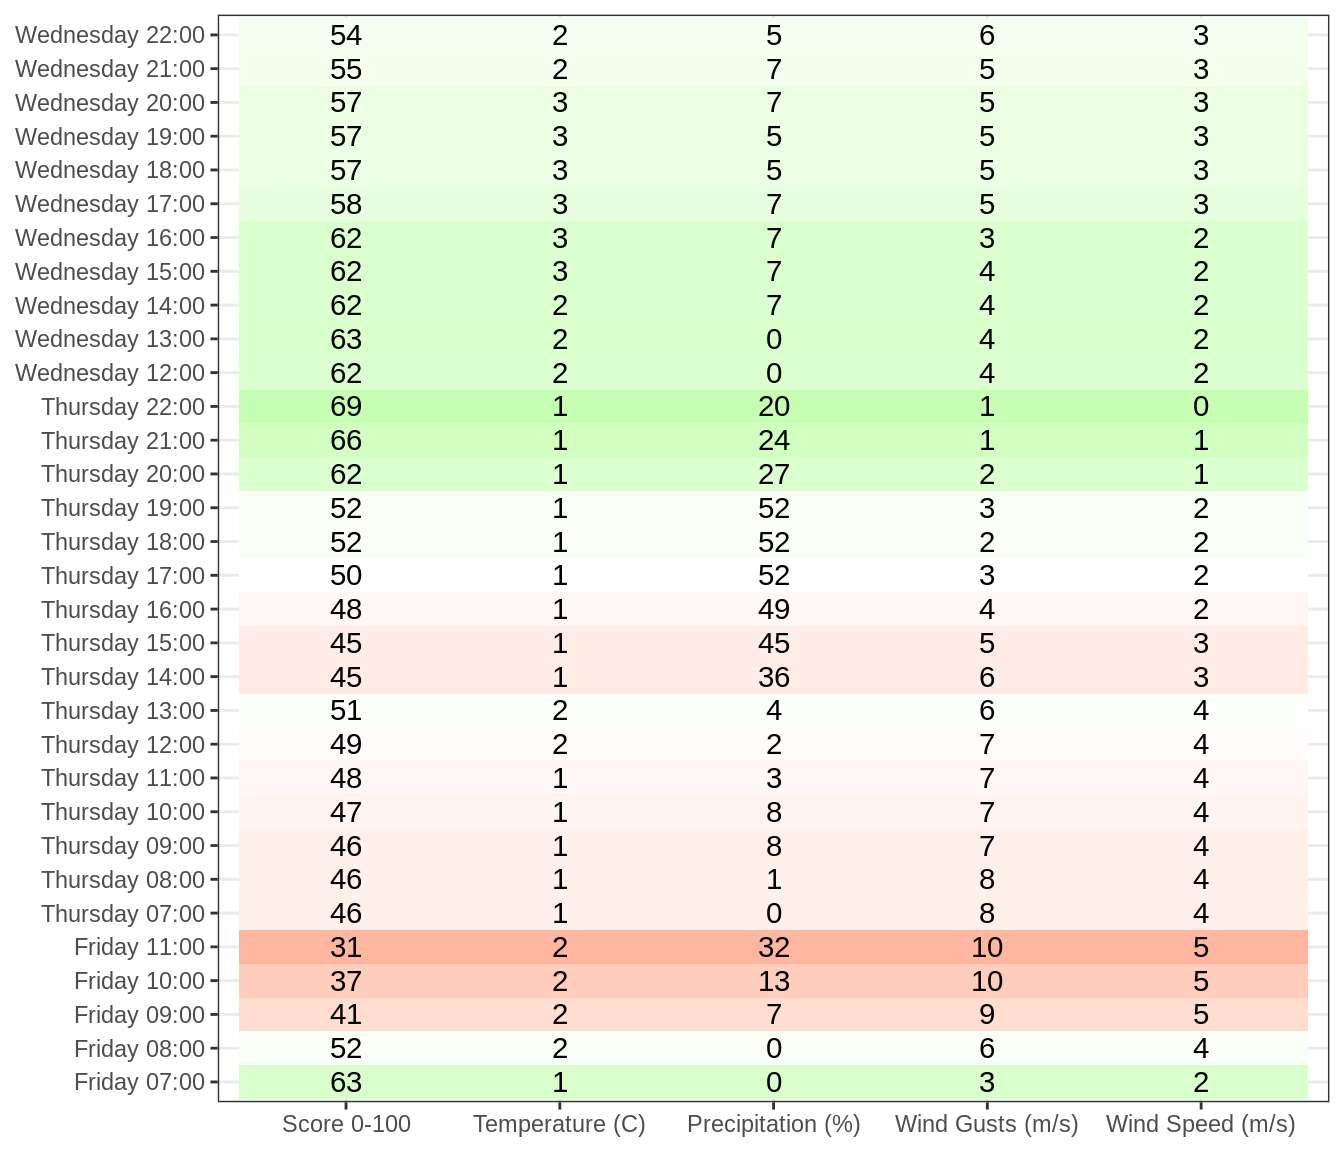 Wednesday 22:00 54 2 5 6 3
Wednesday 21:00 55 2 7 5 3
Wednesday 20:00 57 3 7 5 3
Wednesday 19:00 57 3 5 5 3
Wednesday 18:00 57 3 5 5 3
Wednesday 17:00 58 3 7 5 3
Wednesday 16:00 62 3 7 3 2
Wednesday 15:00 62 3 7 4 2
Wednesday 14:00 62 2 7 4 2
Wednesday 13:00 63 2 0 4 2
Wednesday 12:00 62 2 0 4 2
Thursday 22:00 69 1 20 1 0
Thursday 21:00 66 1 24 1 1
Thursday 20:00 62 1 27 2 1
Thursday 19:00 52 1 52 3 2
Thursday 18:00 52 1 52 2 2
Thursday 17:00 50 1 52 3 2
Thursday 16:00 48 1 49 4 2
Thursday 15:00 45 1 45 5 3
Thursday 14:00 45 1 36 6 3
Thursday 13:00 51 2 4 6 4
Thursday 12:00 49 2 2 7 4
Thursday 11:00 48 1 3 7 4
Thursday 10:00 47 1 8 7 4
Thursday 09:00 46 1 8 7 4
Thursday 08:00 46 1 1 8 4
Thursday 07:00 46 1 0 8 4
Friday 11:00 31 2 32 10 5
Friday 10:00 37 2 13 10 5
Friday 09:00 41 2 7 9 5
Friday 08:00 52 2 0 6 4
Friday 07:00 63 1 0 3 2
Score 0-100 Temperature (C) Precipitation (%) Wind Gusts (m/s) Wind Speed (m/s)